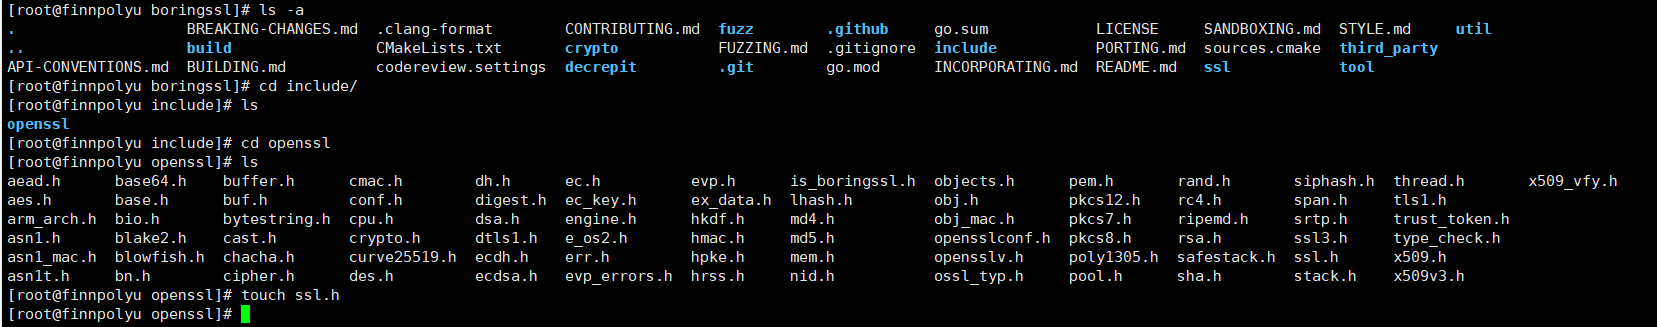 [root@finnpolyu boringssl]# ls -a
. BREAKING-CHANGES.md .clang-format CONTRIBUTING.md fuzz .github go.sum LICENSE SANDBOXING.md STYLE.md util
.. build CMakeLists.txt crypto FUZZING.md .gitignore include PORTING.md sources.cmake third_party
API-CONVENTIONS.md BUILDING.md codereview.settings decrepit .git go.mod INCORPORATING.md README.md ssl tool
[root@finnpolyu boringssl]# cd include/
[root@finnpolyu include]# ls
openssl
[root@finnpolyu include]# cd openssl
[root@finnpolyu openssl]# ls
aead.h base64.h buffer.h cmac.h dh.h ec.h evp.h is_boringssl.h objects.h pem.h rand.h siphash.h thread.h x509_vfy.h
aes.h base.h buf.h conf.h digest.h ec_key.h ex_data.h lhash.h obj.h pkcs12.h rc4.h span.h tls1.h
arm_arch.h bio.h bytestring.h cpu.h dsa.h engine.h hkdf.h md4.h obj_mac.h pkcs7.h ripemd.h srtp.h trust_token.h
asn1.h blake2.h cast.h crypto.h dtls1.h e_os2.h hmac.h md5.h opensslconf.h pkcs8.h rsa.h ssl3.h type_check.h
asn1_mac.h blowfish.h chacha.h curve25519.h ecdh.h err.h hpke.h mem.h opensslv.h poly1305.h safestack.h ssl.h x509.h
asn1t.h bn.h cipher.h des.h ecdsa.h evp_errors.h hrss.h nid.h ossl_typ.h pool.h sha.h stack.h x509v3.h
[root@finnpolyu openssl]# touch ssl.h
[root@finnpolyu openssl]#